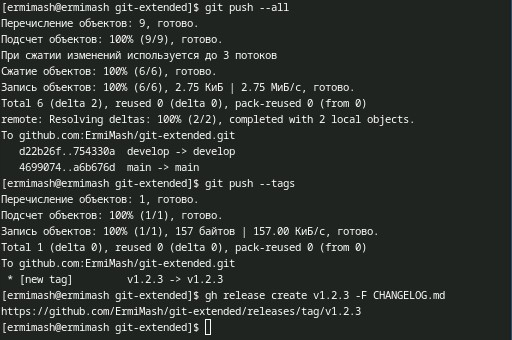 [ermimash@ermimash git-extended]$ git push --all
Перечисление объектов: 9, готово.
Подсчет объектов: 100% (9/9), готово.
При сжатии изменений используется до 3 потоков
Сжатие объектов: 100% (6/6), готово.
Запись объектов: 100% (6/6), 2.75 КиБ | 2.75 МиБ/с, готово.
Total 6 (delta 2), reused 0 (delta 0), pack-reused 0 (from 0)
remote: Resolving deltas: 100% (2/2), completed with 2 local objects.
To github.com:ErmiMash/git-extended.git
   d22b26f..754330a  develop -> develop
   4699074..a6b676d  main -> main
[ermimash@ermimash git-extended]$ git push --tags
Перечисление объектов: 1, готово.
Подсчет объектов: 100% (1/1), готово.
Запись объектов: 100% (1/1), 157 байтов | 157.00 КиБ/с, готово.
Total 1 (delta 0), reused 0 (delta 0), pack-reused 0 (from 0)
To github.com:ErmiMash/git-extended.git
 * [new tag]         v1.2.3 -> v1.2.3
[ermimash@ermimash git-extended]$ gh release create v1.2.3 -F CHANGELOG.md
https://github.com/ErmiMash/git-extended/releases/tag/v1.2.3
[ermimash@ermimash git-extended]$